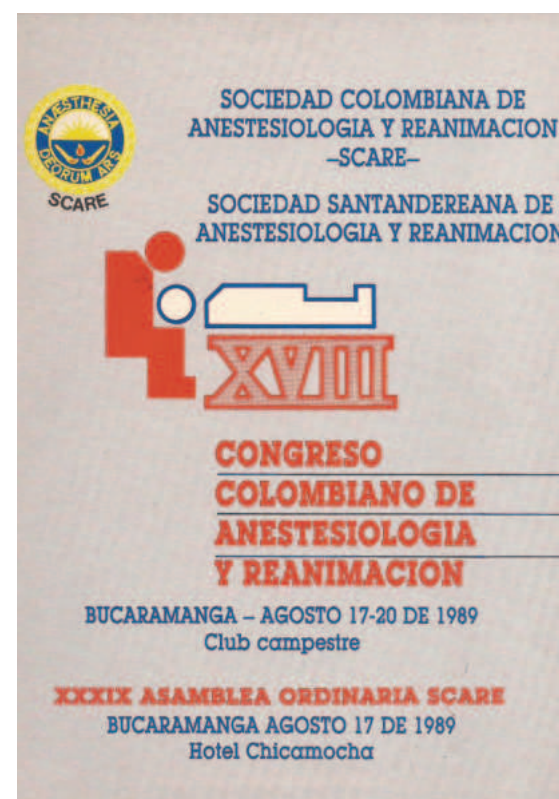 ANÆSTHESIA
DEORUM ARS
SCARE
SOCIEDAD COLOMBIANA DE
ANESTESIOLOGIA Y REANIMACION
–SCARE–
SOCIEDAD SANTANDEREANA DE
ANESTESIOLOGIA Y REANIMACION
XVIII
CONGRESO
COLOMBIANO DE
ANESTESIOLOGIA
Y REANIMACION
BUCARAMANGA – AGOSTO 17-20 DE 1989
Club campestre
XXXIX ASAMBLEA ORDINARIA SCARE
BUCARAMANGA AGOSTO 17 DE 1989
Hotel Chicamocha